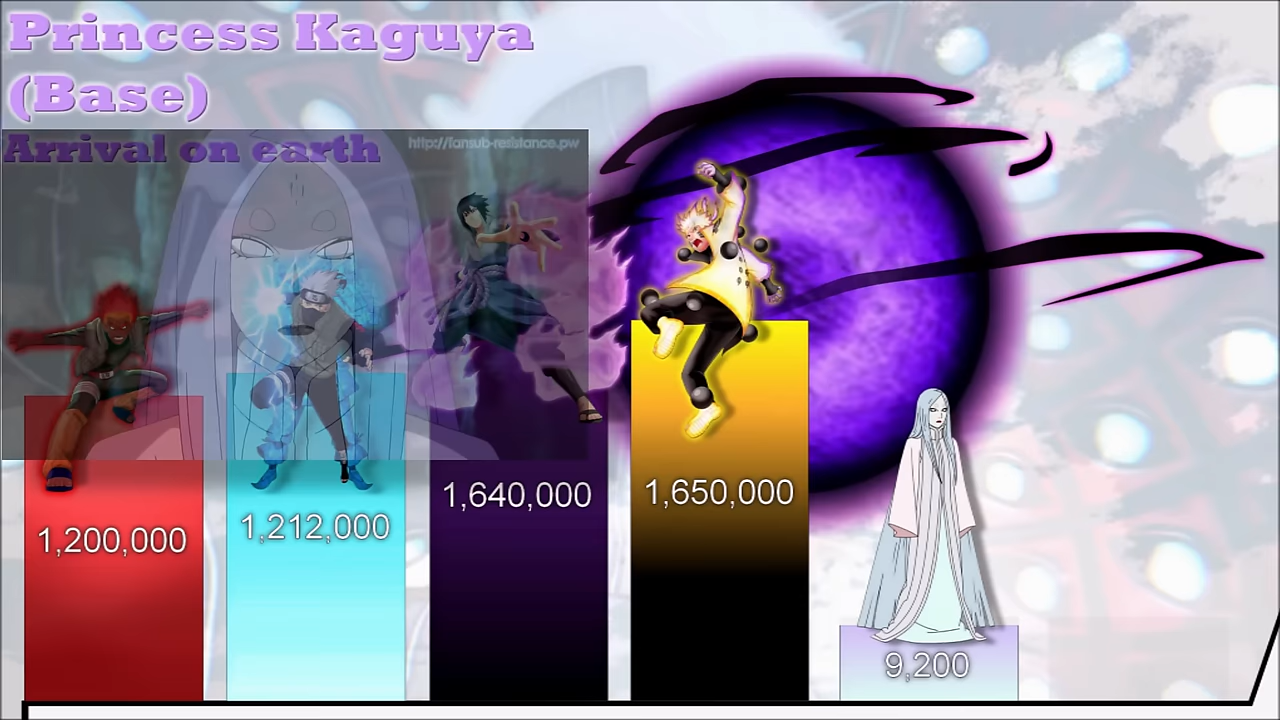 Princess Kaguya
(Base)
Arrival on earth
http://fansub-resistance.pw
1,200,000
1,212,000
1,640,000
1,650,000
9,200